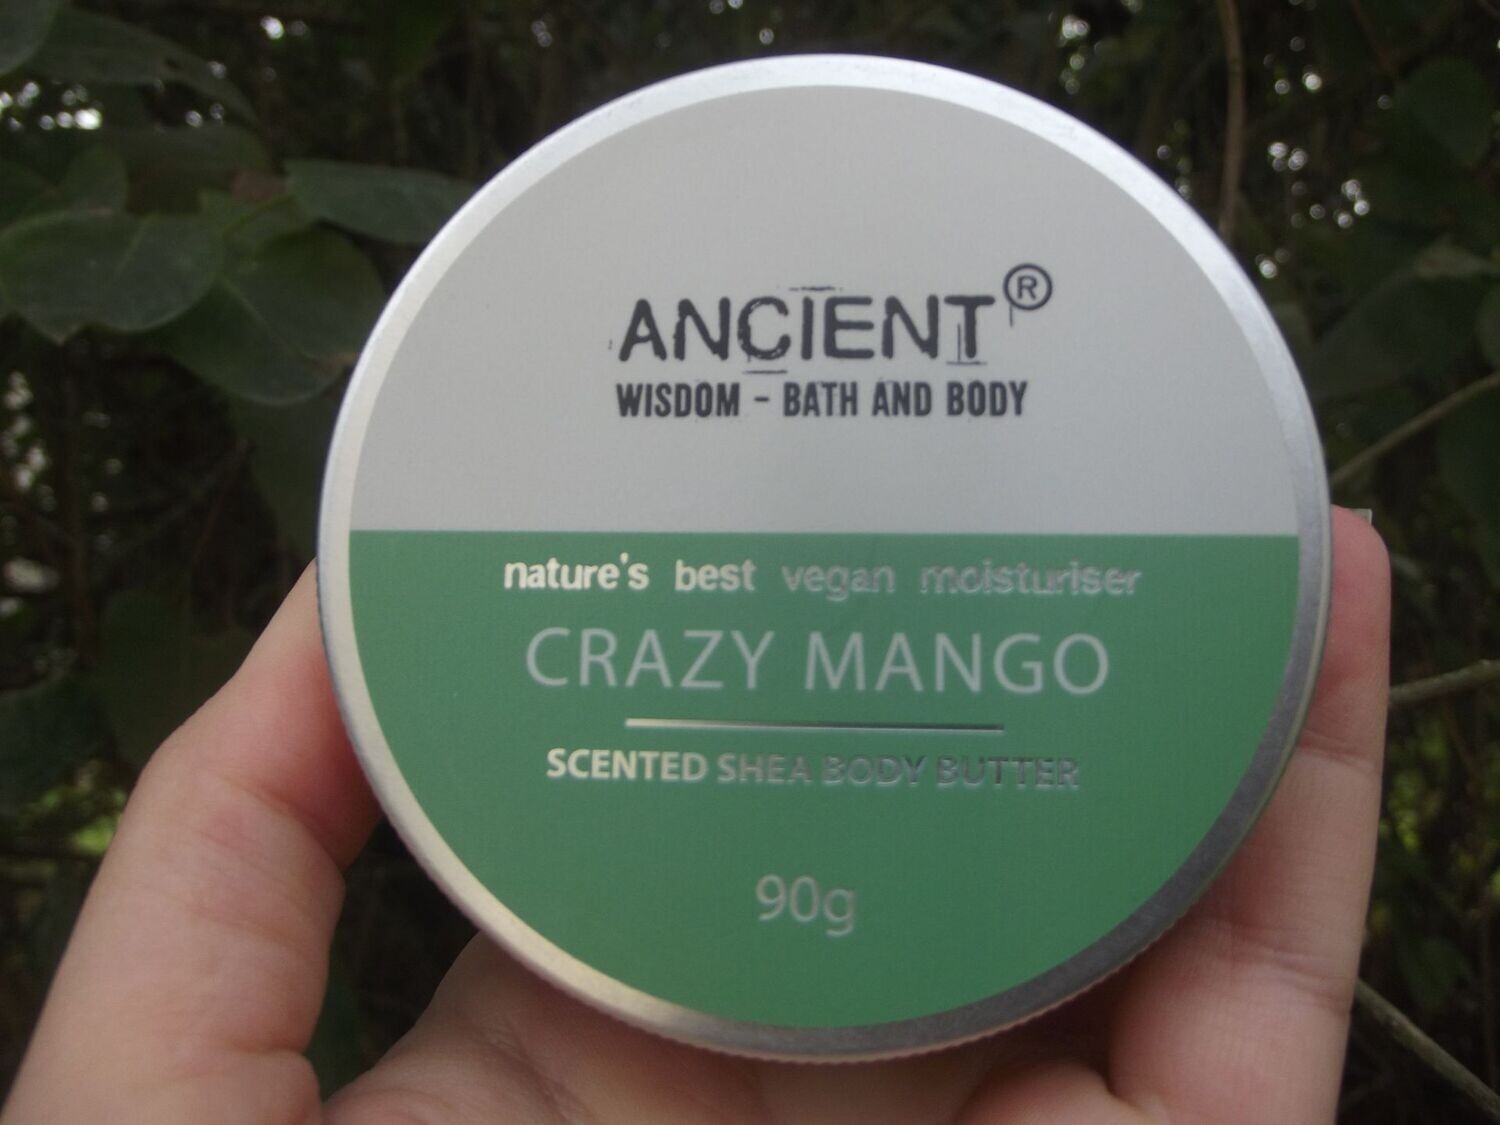 ANCIENT®
WISDOM - BATH AND BODY
nature's best vegan moisturiser
CRAZY MANGO
SCENTED SHEA BODY BUTTER
90g